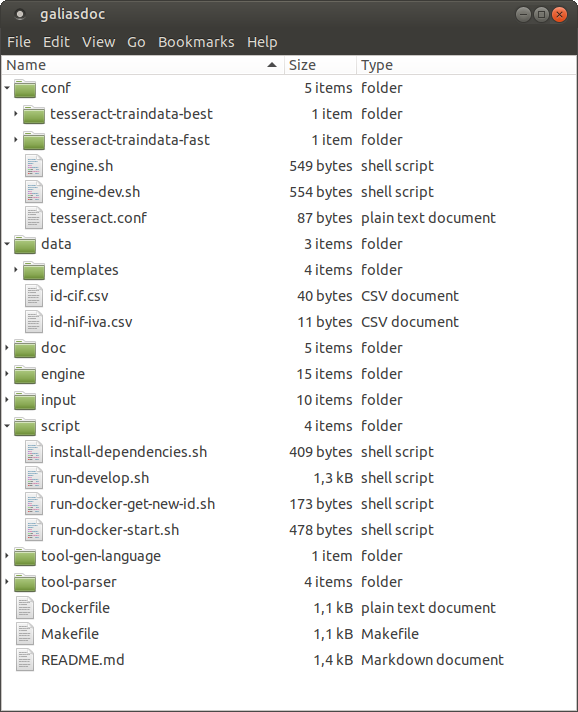 galiasdoc
File Edit View Go Bookmarks Help
Name Size Type
conf 5 items folder
tesseract-traindata-best 1 item folder
tesseract-traindata-fast 1 item folder
engine.sh 549 bytes shell script
engine-dev.sh 554 bytes shell script
tesseract.conf 87 bytes plain text document
data 3 items folder
templates 4 items folder
id-cif.csv 40 bytes CSV document
id-nif-iva.csv 11 bytes CSV document
doc 5 items folder
engine 15 items folder
input 10 items folder
script 4 items folder
install-dependencies.sh 409 bytes shell script
run-develop.sh 1,3 kB shell script
run-docker-get-new-id.sh 173 bytes shell script
run-docker-start.sh 478 bytes shell script
tool-gen-language 1 item folder
tool-parser 4 items folder
Dockerfile 1,1 kB plain text document
Makefile 1,1 kB Makefile
README.md 1,4 kB Markdown document